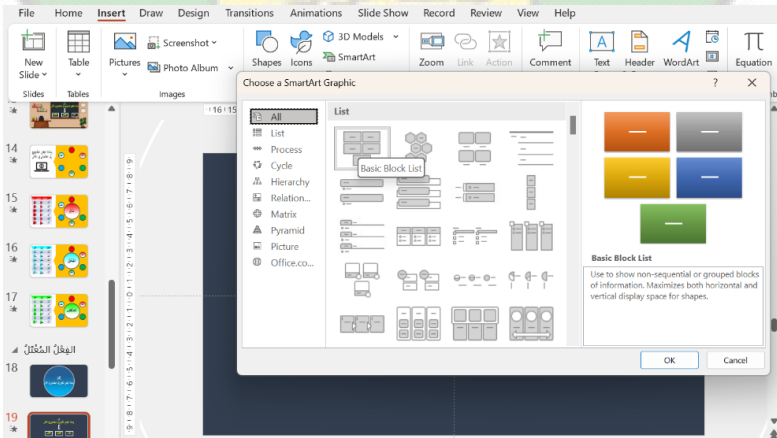 File Home Insert Draw Design Transitions Animations Slide Show Record Review View Help
New Slide
Table
Pictures
Screenshot
Photo Album
Shapes
Icons
3D Models
SmartArt
Zoom
Link
Action
Comment
Text
Header
WordArt
Equation
Slides
Tables
Images
Choose a SmartArt Graphic
?
All
List
Process
Cycle
Hierarchy
Relation...
Matrix
Pyramid
Picture
Office.co...
List
Basic Block List
Basic Block List
Use to show non-sequential or grouped blocks
of information. Maximizes both horizontal and
vertical display space for shapes.
OK
Cancel
14
15
16
17
الفِعْلُ المُعْتَلُّ
18
19
16 15